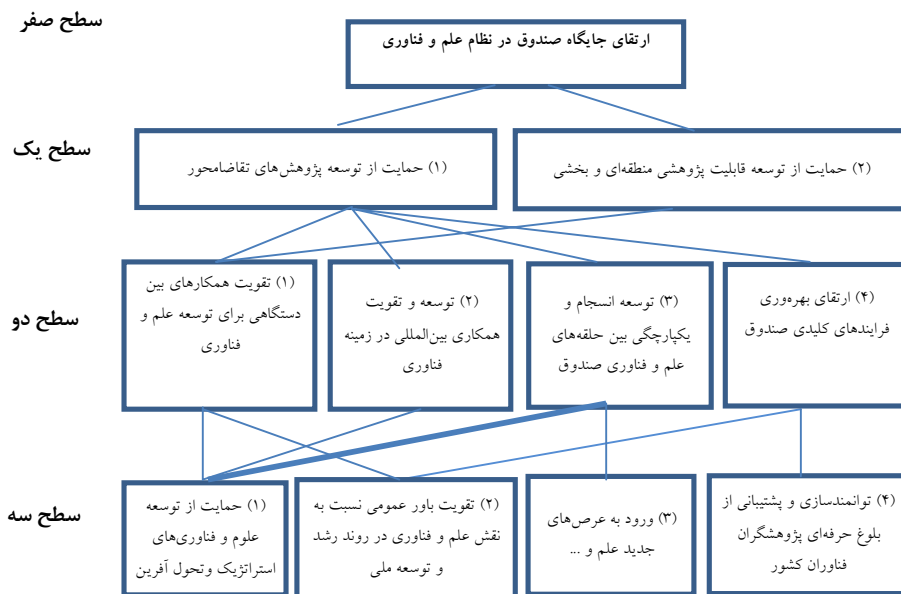 سطح صفر
ارتقای جایگاه صندوق در نظام علم و فناوری
سطح یک
(۱) حمایت از توسعه پژوهش‌های تقاضامحور
(۲) حمایت از توسعه قابلیت پژوهشی منطقه‌ای و بخشی
سطح دو
(۱) تقویت همکارهای بین
دستگاهی برای توسعه علم و
فناوری
(۲) توسعه و تقویت
همکاری بین‌المللی در زمینه
فناوری
(۳) توسعه انسجام و
یکپارچگی بین حلقه‌های
علم و فناوری صندوق
(۴) ارتقای بهره‌وری
فرایندهای کلیدی صندوق
سطح سه
(۱) حمایت از توسعه
علوم و فناوری‌های
استراتژیک وتحول آفرین
(۲) تقویت باور عمومی نسبت به
نقش علم و فناوری در روند رشد
و توسعه ملی
(۳) ورود به عرص‌های
جدید علم و ...
(۴) توانمندسازی و پشتیبانی از
بلوغ حرفه‌ای پژوهشگران
فناوران کشور